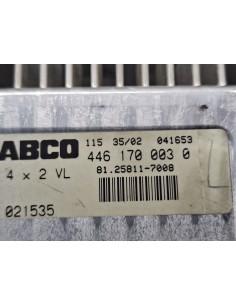 115 35/02 041653
ABCO 446 170 003 0
4 x 2 VL 81.25811-7008
021535